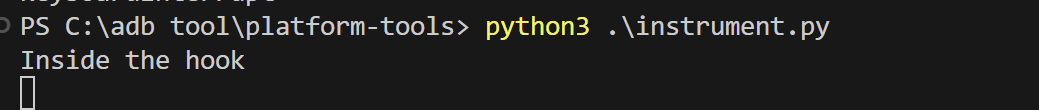 PS C:\adb tool\platform-tools> python3 .\instrument.py
Inside the hook